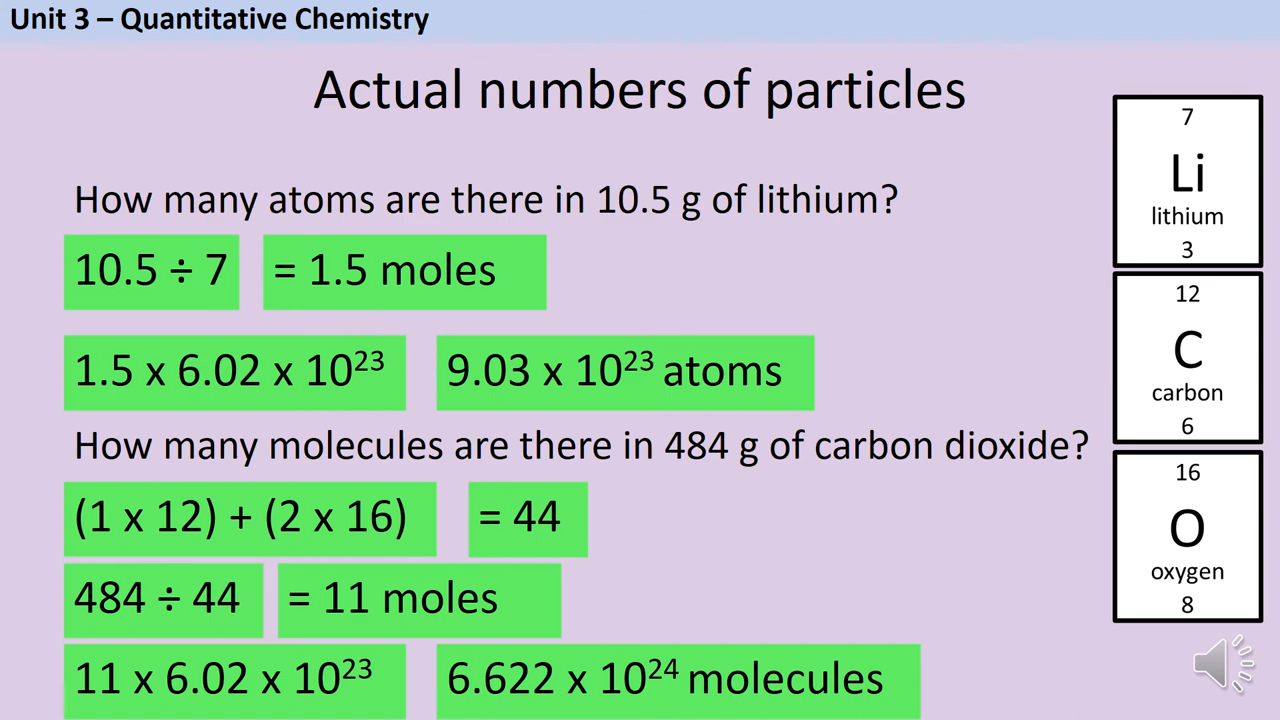 Unit 3 – Quantitative Chemistry
Actual numbers of particles
How many atoms are there in 10.5 g of lithium?
10.5 ÷ 7 = 1.5 moles
1.5 x 6.02 x 10²³ 9.03 x 10²³ atoms
How many molecules are there in 484 g of carbon dioxide?
(1 x 12) + (2 x 16) = 44
484 ÷ 44 = 11 moles
11 x 6.02 x 10²³ 6.622 x 10²⁴ molecules
7
Li
lithium
3
12
C
carbon
6
16
O
oxygen
8